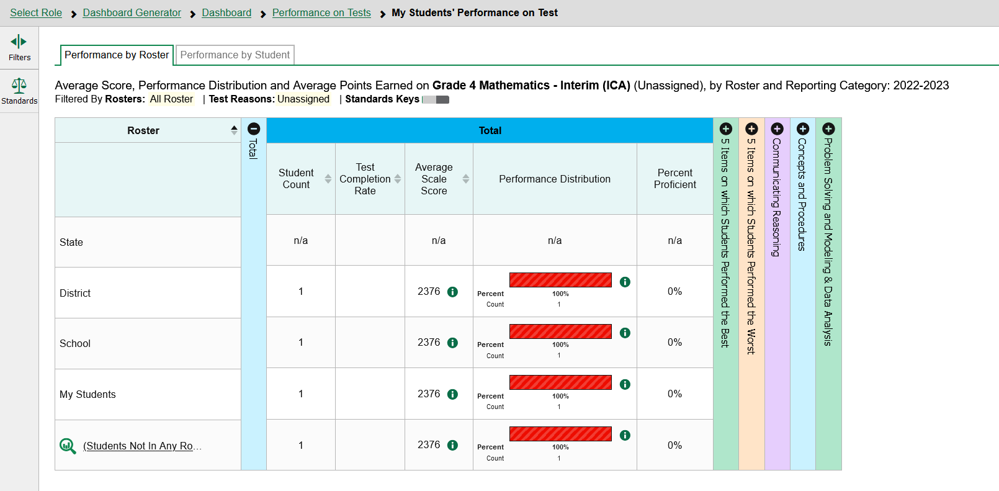 Select Role > Dashboard Generator > Dashboard > Performance on Tests > My Students' Performance on Test
Filters
Standards
Performance by Roster
Performance by Student
Average Score, Performance Distribution and Average Points Earned on Grade 4 Mathematics - Interim (ICA) (Unassigned), by Roster and Reporting Category: 2022-2023
Filtered By Rosters: All Roster | Test Reasons: Unassigned | Standards Keys
Roster
Total
Total
Student Count
Test Completion Rate
Average Scale Score
Performance Distribution
Percent Proficient
5 Items on which Students Performed the Best
5 Items on which Students Performed the Worst
Communicating Reasoning
Concepts and Procedures
Problem Solving and Modeling & Data Analysis
State n/a n/a n/a n/a
District 1 2376 0%
Percent 100%
Count 1
School 1 2376 0%
Percent 100%
Count 1
My Students 1 2376 0%
Percent 100%
Count 1
(Students Not In Any Ro... 1 2376 0%
Percent 100%
Count 1